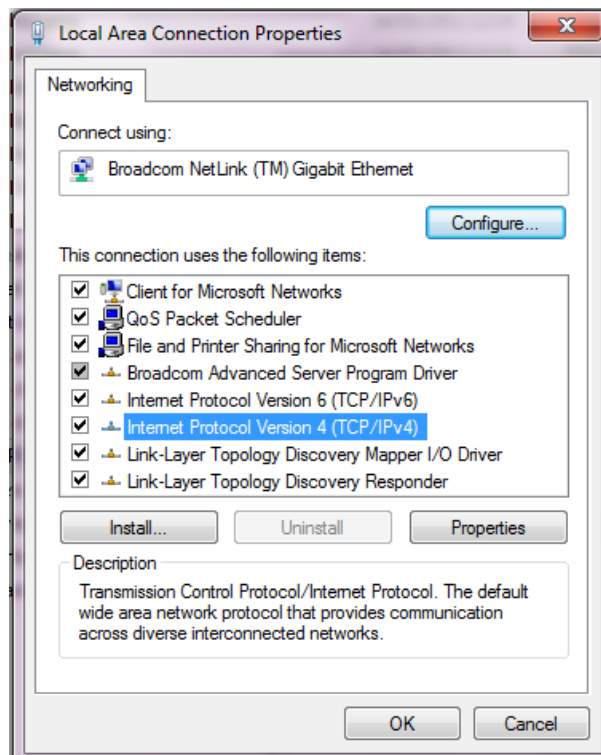 Local Area Connection Properties
Networking
Connect using:
Broadcom NetLink (TM) Gigabit Ethernet
Configure...
This connection uses the following items:
Client for Microsoft Networks
QoS Packet Scheduler
File and Printer Sharing for Microsoft Networks
Broadcom Advanced Server Program Driver
Internet Protocol Version 6 (TCP/IPv6)
Internet Protocol Version 4 (TCP/IPv4)
Link-Layer Topology Discovery Mapper I/O Driver
Link-Layer Topology Discovery Responder
Install... Uninstall Properties
Description
Transmission Control Protocol/Internet Protocol. The default
wide area network protocol that provides communication
across diverse interconnected networks.
OK Cancel